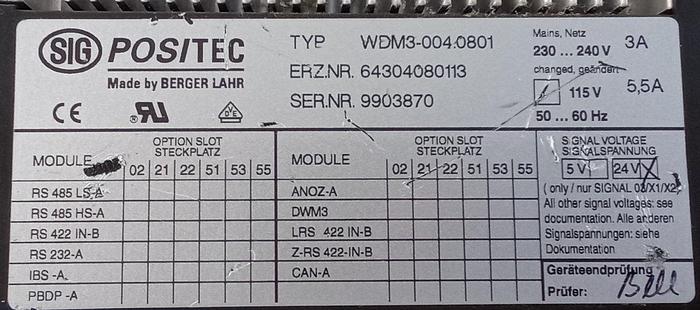 SIG POSITEC
Made by BERGER LAHR
CE RU VDE
TYP WDM3-004.0801
ERZ.NR. 64304080113
SER.NR. 9903870
Mains, Netz
230 ... 240 V 3A
changed, geändert
115 V 5,5A
50 ... 60 Hz
MODULE OPTION SLOT
STECKPLATZ
02 21 22 51 53 55
RS 485 LS-A
RS 485 HS-A
RS 422 IN-B
RS 232-A
IBS -A
PBDP -A
MODULE OPTION SLOT
STECKPLATZ
02 21 22 51 53 55
ANOZ-A
DWM3
LRS 422 IN-B
Z-RS 422-IN-B
CAN-A
SIGNAL VOLTAGE
SIGNALSPANNUNG
5 V 24 V X
( only / nur SIGNAL 03/X1/X2)
All other signal voltages: see
documentation. Alle anderen
Signalspannungen: siehe
Dokumentation
Geräteendprüfung
Prüfer: